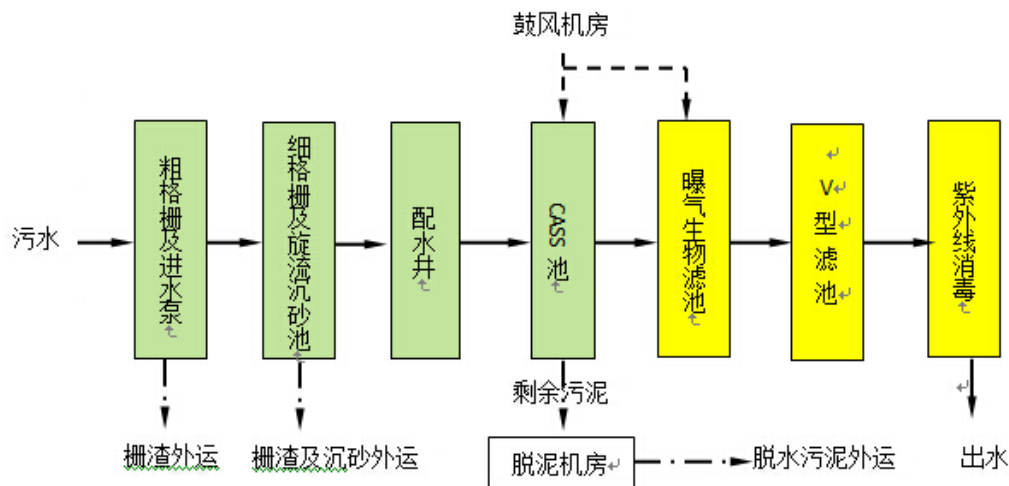 鼓风机房
污水
粗格栅及进水泵
细格栅及旋流沉砂池
配水井
CASS池
曝气生物滤池
V型滤池
紫外线消毒
剩余污泥
栅渣外运
栅渣及沉砂外运
脱泥机房
脱水污泥外运
出水